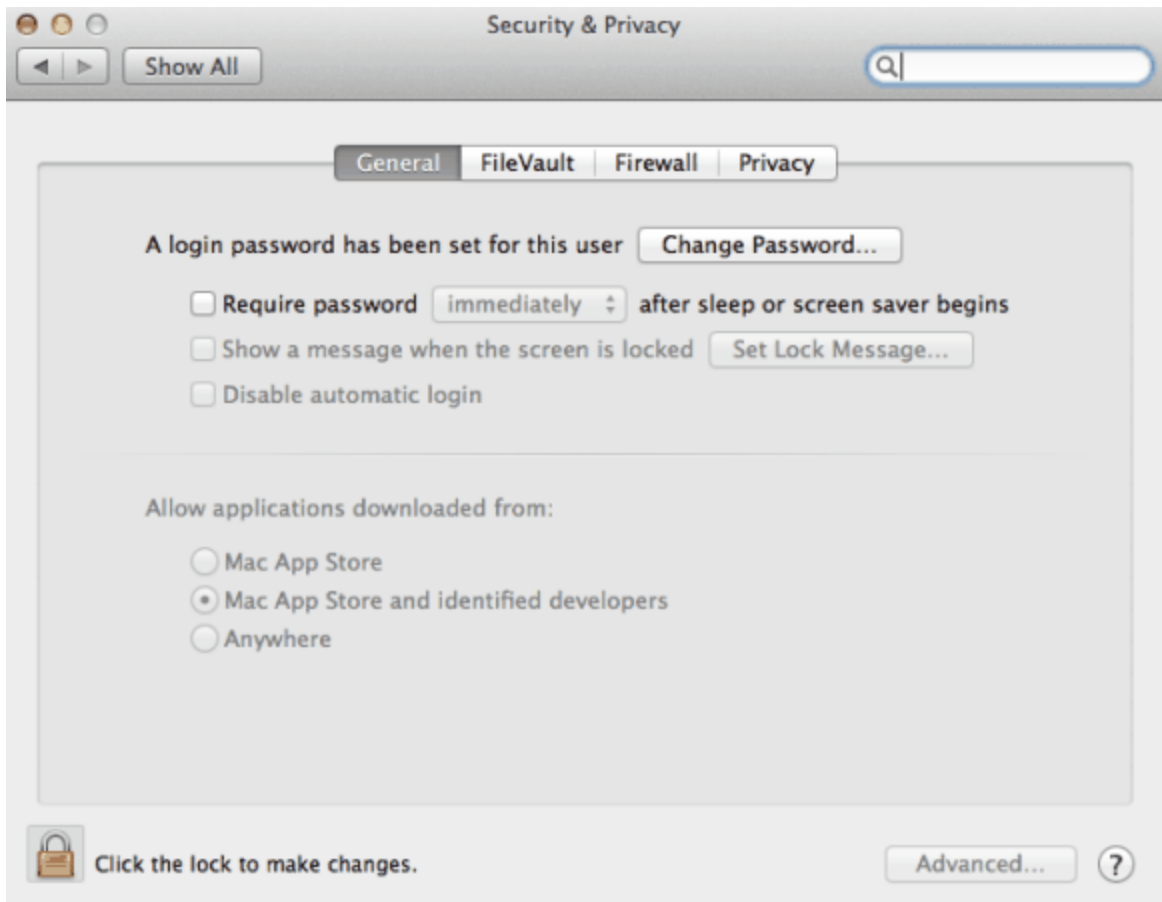 Security & Privacy
Show All
General FileVault Firewall Privacy
A login password has been set for this user Change Password...
Require password immediately after sleep or screen saver begins
Show a message when the screen is locked Set Lock Message...
Disable automatic login
Allow applications downloaded from:
Mac App Store
Mac App Store and identified developers
Anywhere
Click the lock to make changes. Advanced... ?